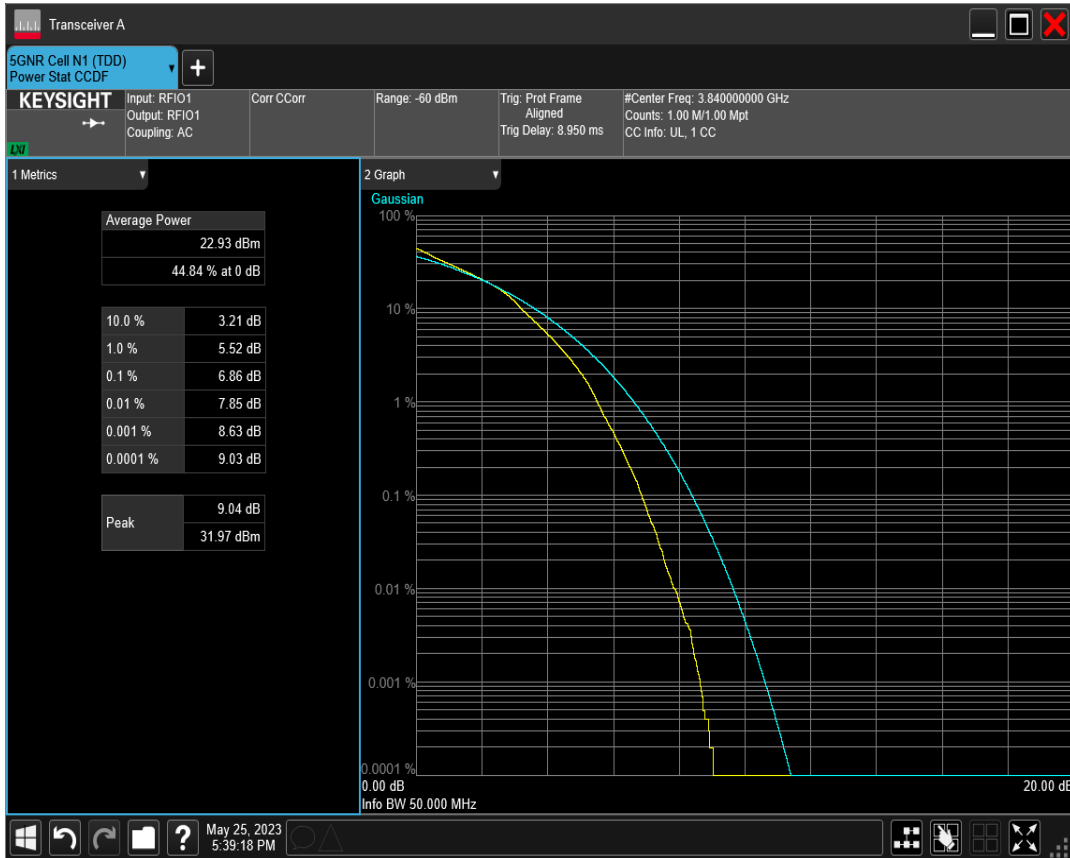 Transceiver A
5GNR Cell N1 (TDD)
Power Stat CCDF
+
KEYSIGHT
LXI
Input: RFIO1
Output: RFIO1
Coupling: AC
Corr CCorr
Range: -60 dBm
Trig: Prot Frame
Aligned
Trig Delay: 8.950 ms
#Center Freq: 3.840000000 GHz
Counts: 1.00 M/1.00 Mpt
CC Info: UL, 1 CC
1 Metrics
Average Power
22.93 dBm
44.84 % at 0 dB
10.0 % 3.21 dB
1.0 % 5.52 dB
0.1 % 6.86 dB
0.01 % 7.85 dB
0.001 % 8.63 dB
0.0001 % 9.03 dB
Peak
9.04 dB
31.97 dBm
2 Graph
Gaussian
100 %
10 %
1 %
0.1 %
0.01 %
0.001 %
0.0001 %
0.00 dB 20.00 dB
Info BW 50.000 MHz
?
May 25, 2023
5:39:18 PM